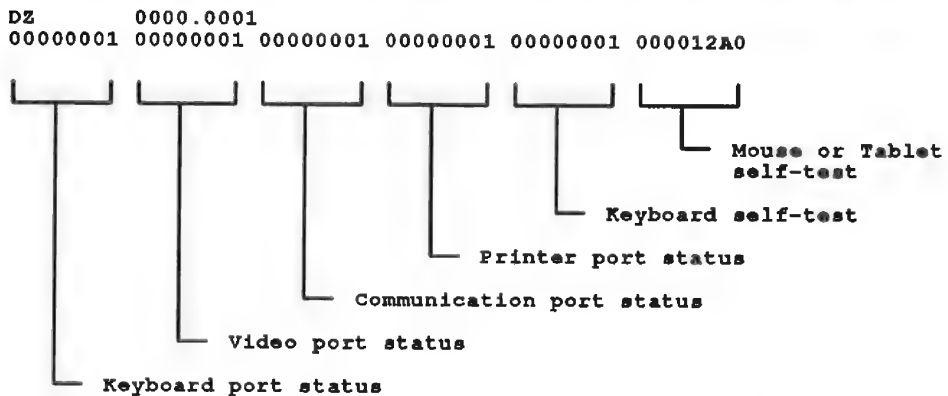 DZ 0000.0001
00000001 00000001 00000001 00000001 00000001 000012A0
Mouse or Tablet
self-test
Keyboard self-test
Printer port status
Communication port status
Video port status
Keyboard port status